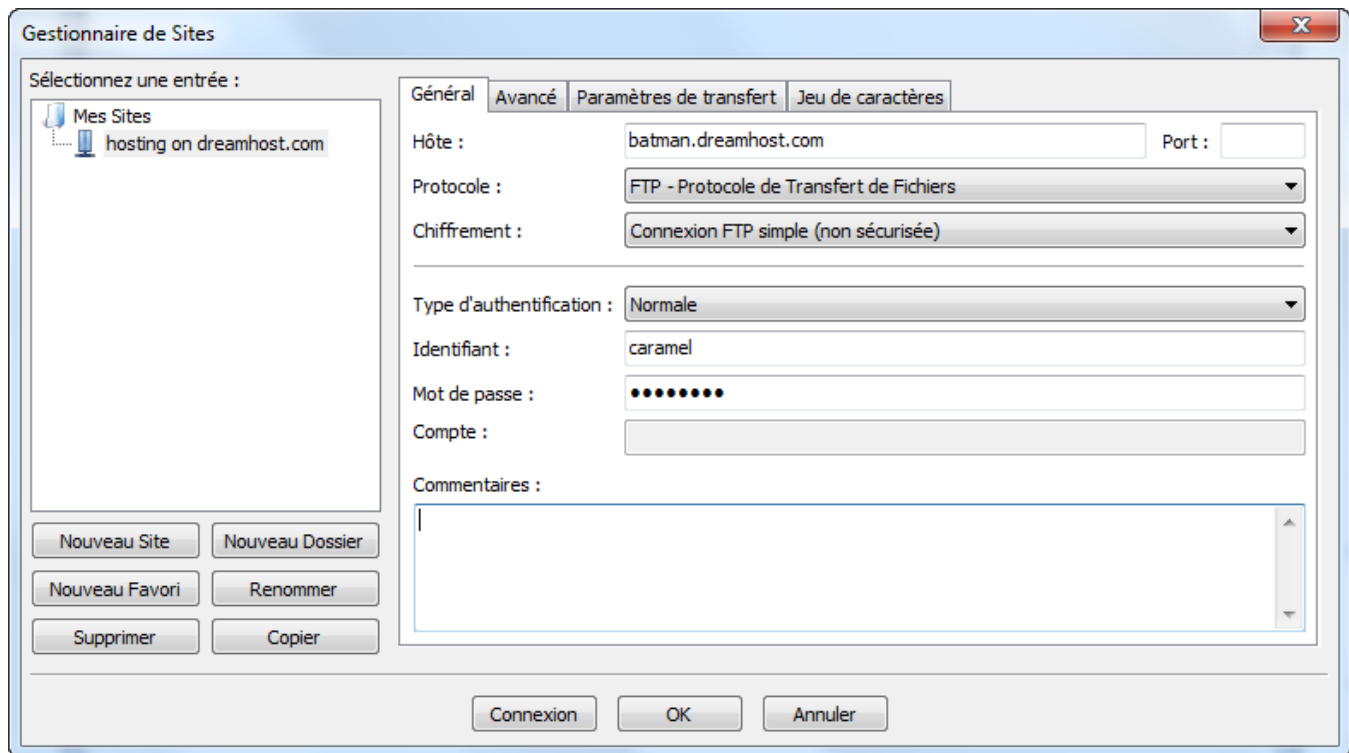 Gestionnaire de Sites
Sélectionnez une entrée :
Mes Sites
hosting on dreamhost.com
Nouveau Site
Nouveau Dossier
Nouveau Favori
Renommer
Supprimer
Copier
Général
Avancé
Paramètres de transfert
Jeu de caractères
Hôte :
batman.dreamhost.com
Port :
Protocole :
FTP - Protocole de Transfert de Fichiers
Chiffrement :
Connexion FTP simple (non sécurisée)
Type d'authentification :
Normale
Identifiant :
caramel
Mot de passe :
••••••••
Compte :
Commentaires :
Connexion
OK
Annuler